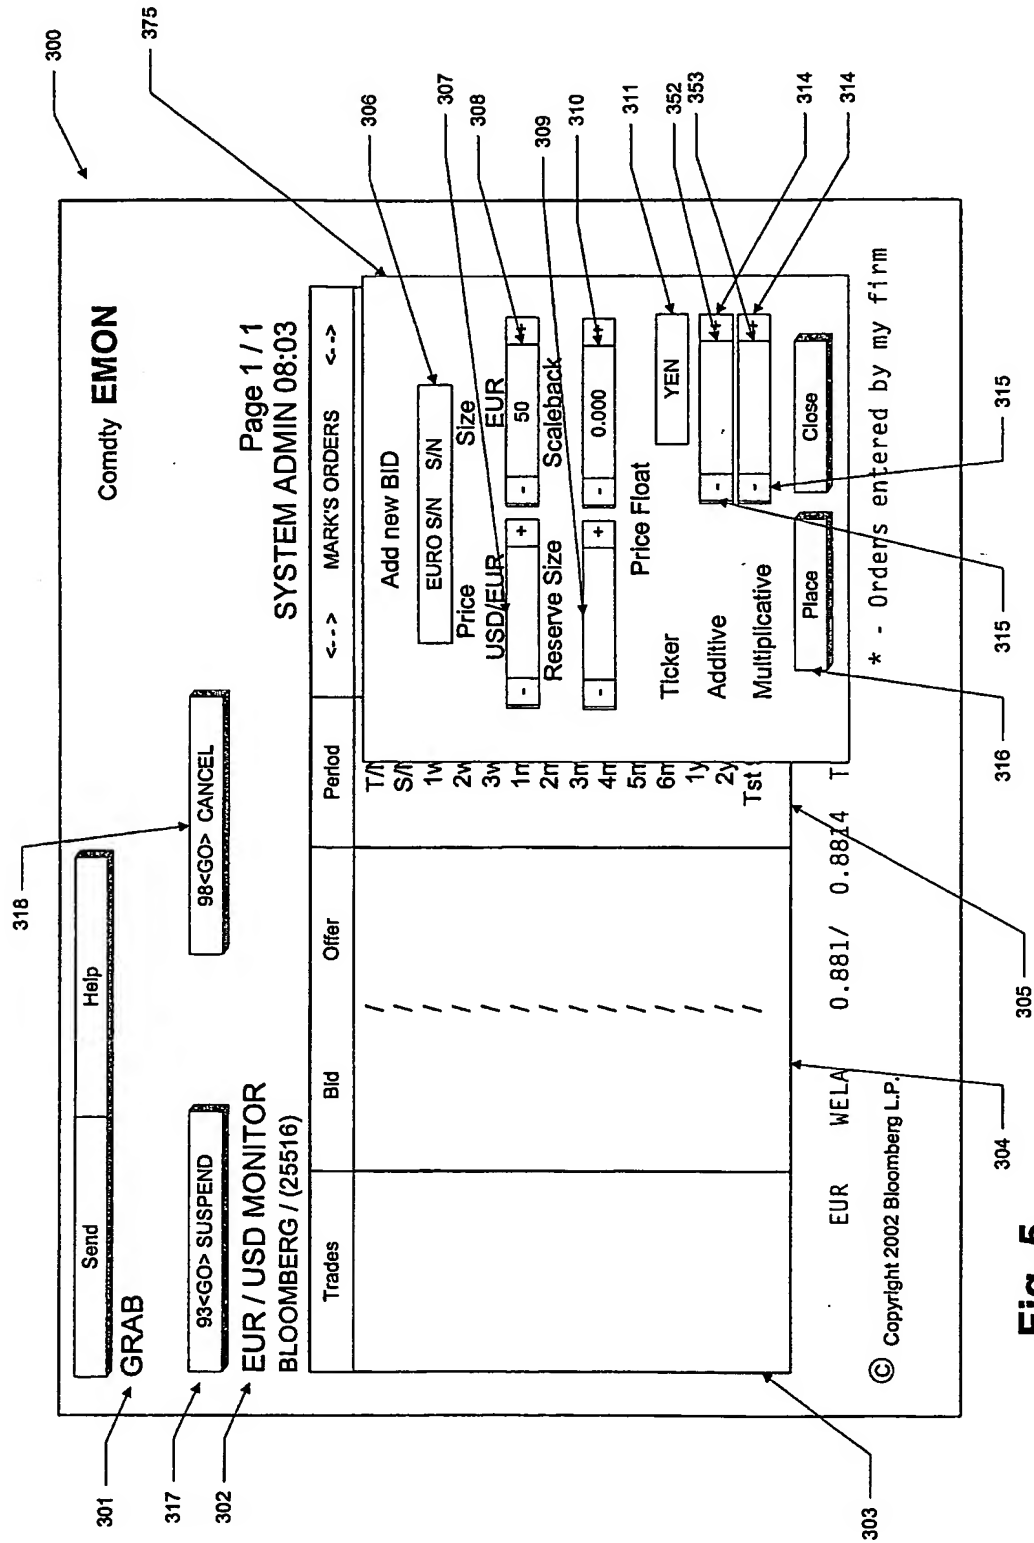 300
375
318
306
307
308
309
310
311
352
353
314
314
Send Help
GRAB
Comdty EMON
93<GO> SUSPEND 98<GO> CANCEL
Page 1 / 1
EUR / USD MONITOR
SYSTEM ADMIN 08:03
BLOOMBERG / (25516)
Trades Bid Offer Period <--> MARK'S ORDERS <-->
/ T/
/ S/
/ 1w
/ 2w
/ 3w
/ 1m
/ 2m
/ 3m
/ 4m
/ 5m
/ 6m
/ 1y
/ 2y
/ Tst
Add new BID
EURO S/N S/N
Price Size
USD/EUR EUR
- + - 50 +
Reserve Size Scaleback
- + - 0.000 +
Price Float
Ticker YEN
Additive - +
Multiplicative - +
Place Close
EUR WELA 0.881/ 0.8814 T
* - Orders entered by my firm
© Copyright 2002 Bloomberg L.P.
301
317
302
303
304
305
316
315
315
Fig. 5